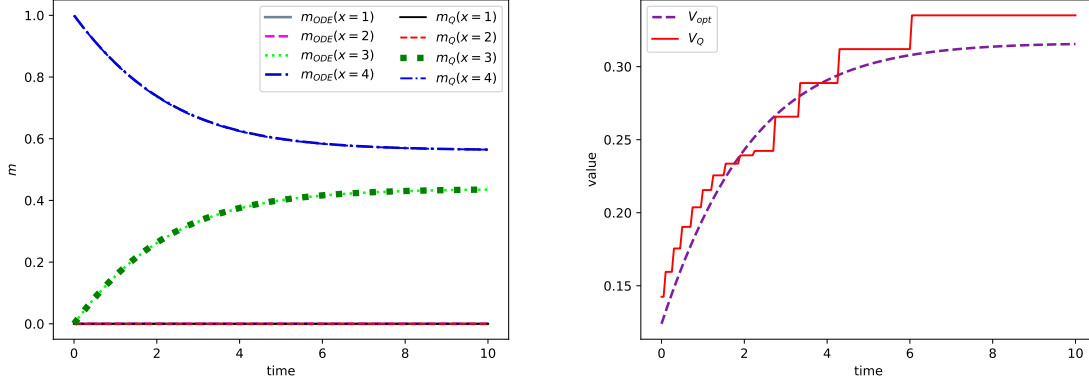 1.0
0.8
0.6
0.4
0.2
0.0
m
0 2 4 6 8 10
time
m_ODE(x = 1)
m_ODE(x = 2)
m_ODE(x = 3)
m_ODE(x = 4)
m_Q(x = 1)
m_Q(x = 2)
m_Q(x = 3)
m_Q(x = 4)
V_opt
V_Q
0.30
0.25
0.20
0.15
value
0 2 4 6 8 10
time